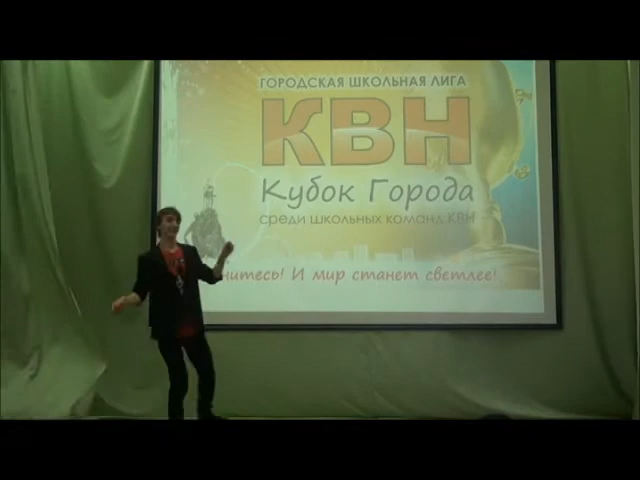 ГОРОДСКАЯ ШКОЛЬНАЯ ЛИГА
КВН
Кубок Города
СРЕДИ ШКОЛЬНЫХ КОМАНД КВН
И мир станет светлее!